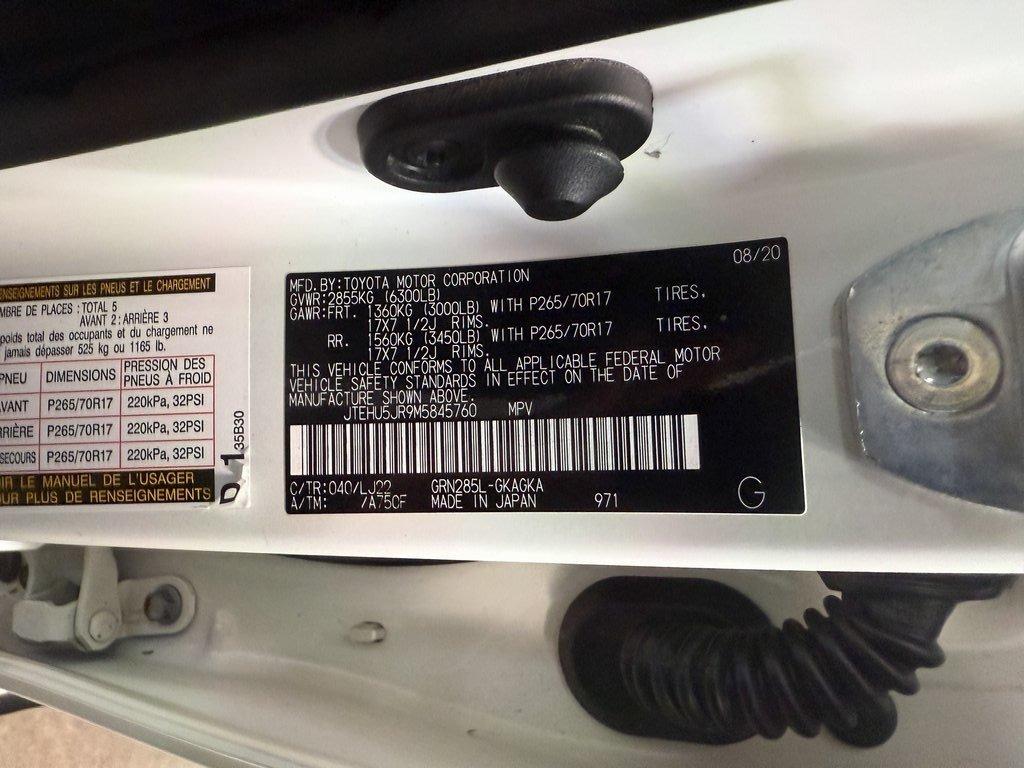 ENSEIGNEMENTS SUR LES PNEUS ET LE CHARGEMENT
MBRE DE PLACES : TOTAL 5
AVANT 2 : ARRIÈRE 3
poids total des occupants et du chargement ne
jamais dépasser 525 kg ou 1165 lb.
PNEU DIMENSIONS PRESSION DES PNEUS À FROID
AVANT P265/70R17 220kPa, 32PSI
RRIÈRE P265/70R17 220kPa, 32PSI
SECOURS P265/70R17 220kPa, 32PSI
OIR LE MANUEL DE L'USAGER
OUR PLUS DE RENSEIGNEMENTS
D 1 35B30
08/20
MFD.BY:TOYOTA MOTOR CORPORATION
GVWR:2855KG (6300LB)
GAWR:FRT. 1360KG (3000LB) WITH P265/70R17 TIRES,
17X7 1/2J RIMS.
RR. 1560KG (3450LB) WITH P265/70R17 TIRES,
17X7 1/2J RIMS.
THIS VEHICLE CONFORMS TO ALL APPLICABLE FEDERAL MOTOR
VEHICLE SAFETY STANDARDS IN EFFECT ON THE DATE OF
MANUFACTURE SHOWN ABOVE.
JTEHU5JR9M5845760 MPV
C/TR:040/LJ22 GRN285L-GKAGKA
A/TM: /A750F MADE IN JAPAN 971
G